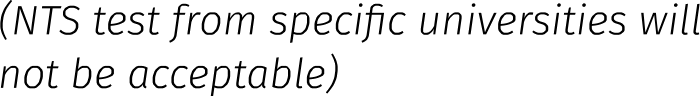 (NTS test from specific universities will
not be acceptable)